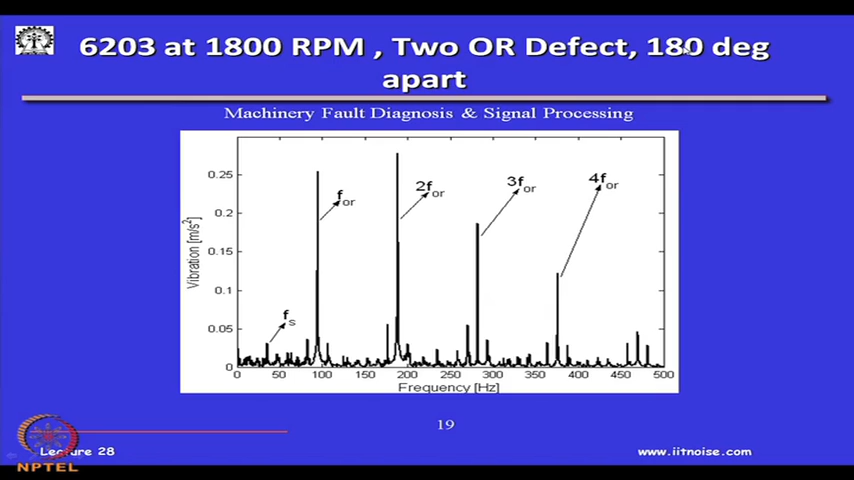 6203 at 1800 RPM , Two OR Defect, 180 deg
apart
Machinery Fault Diagnosis & Signal Processing
0.25
0.2
0.15
0.1
0.05
0
Vibration [m/s²]
f_or
2f_or
3f_or
4f_or
f_s
0 50 100 150 200 250 300 350 400 450 500
Frequency [Hz]
19
Lecture 28
www.iitnoise.com
NPTEL